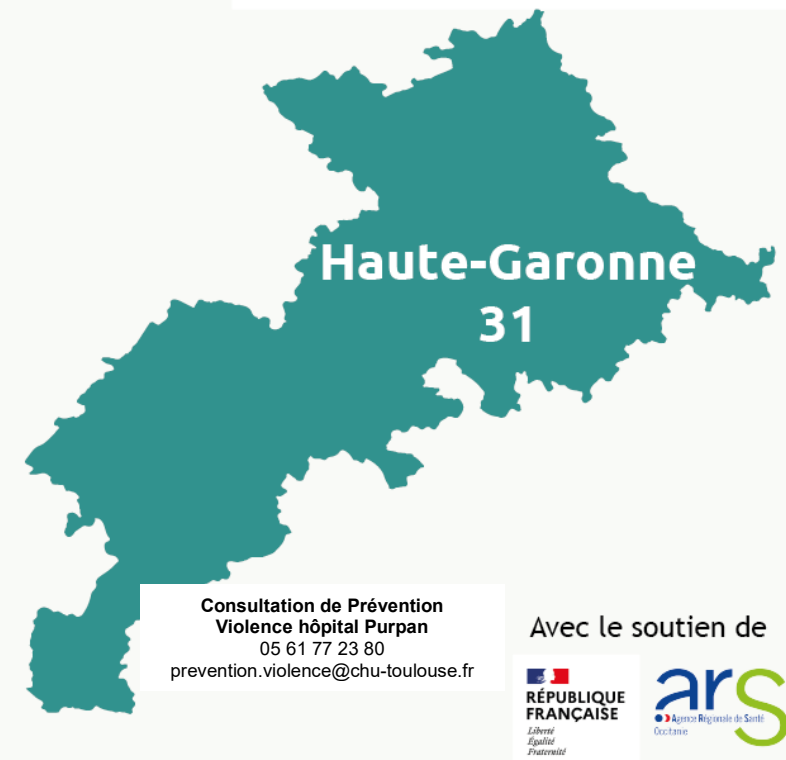 Haute-Garonne
31
Consultation de Prévention
Violence hôpital Purpan
05 61 77 23 80
prevention.violence@chu-toulouse.fr
Avec le soutien de
RÉPUBLIQUE
FRANÇAISE
Liberté
Égalité
Fraternité
ars
Agence Régionale de Santé
Occitanie